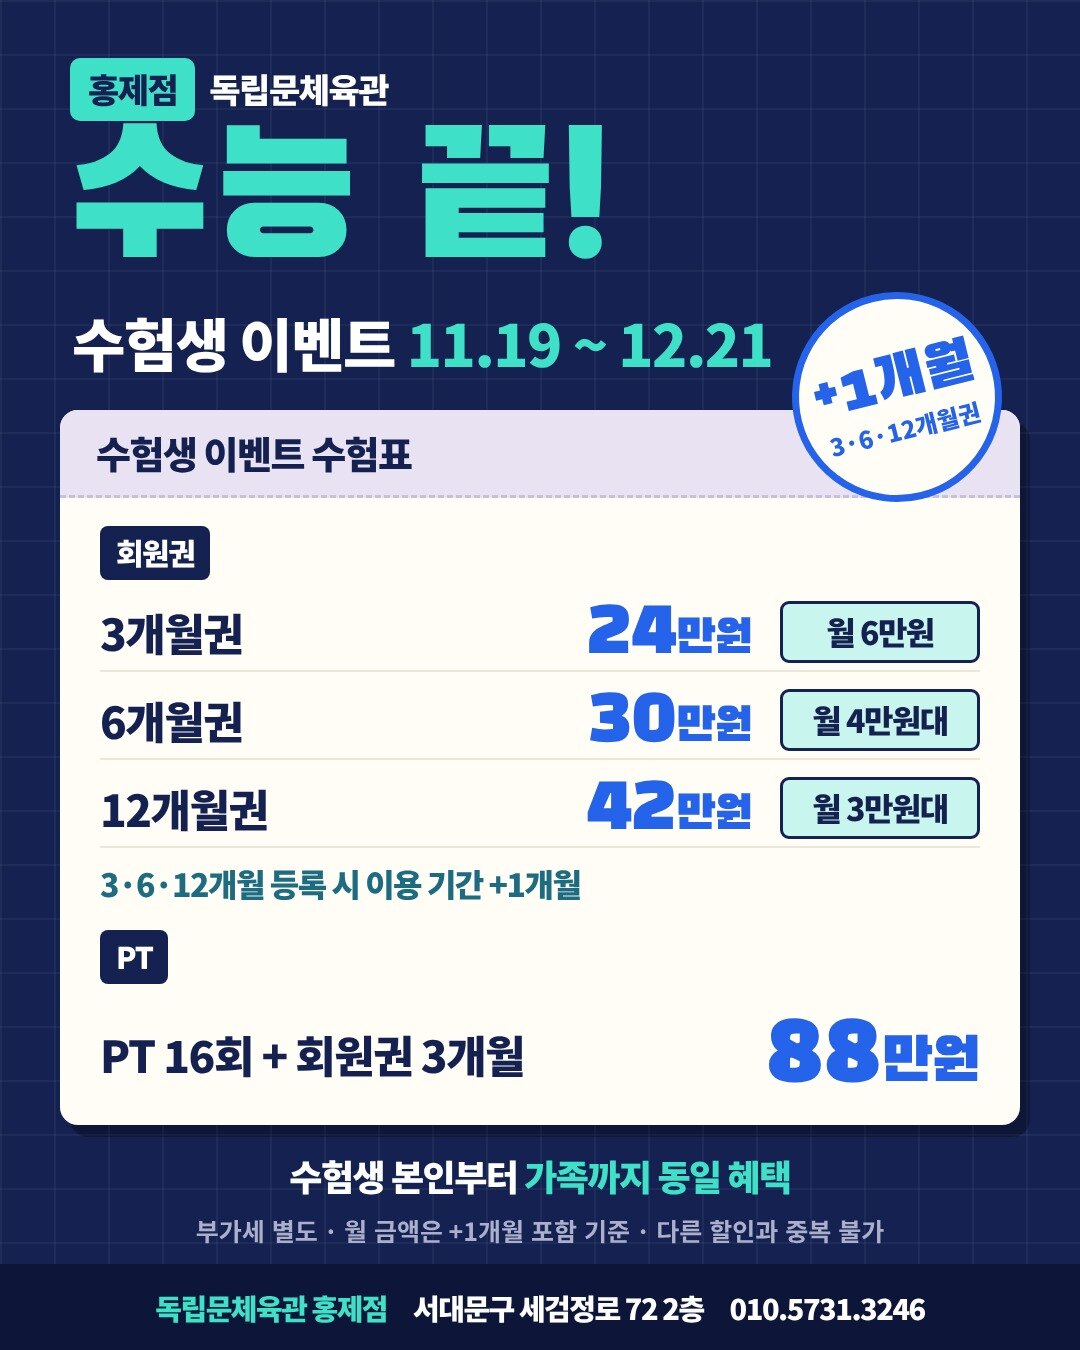 홍제점 독립문체육관
수능 끝!
수험생 이벤트 11.19 ~ 12.21
+1개월
3·6·12개월권
수험생 이벤트 수험표
회원권
3개월권 24만원 월 6만원
6개월권 30만원 월 4만원대
12개월권 42만원 월 3만원대
3·6·12개월 등록 시 이용 기간 +1개월
PT
PT 16회 + 회원권 3개월 88만원
수험생 본인부터 가족까지 동일 혜택
부가세 별도 · 월 금액은 +1개월 포함 기준 · 다른 할인과 중복 불가
독립문체육관 홍제점 서대문구 세검정로 72 2층 010.5731.3246